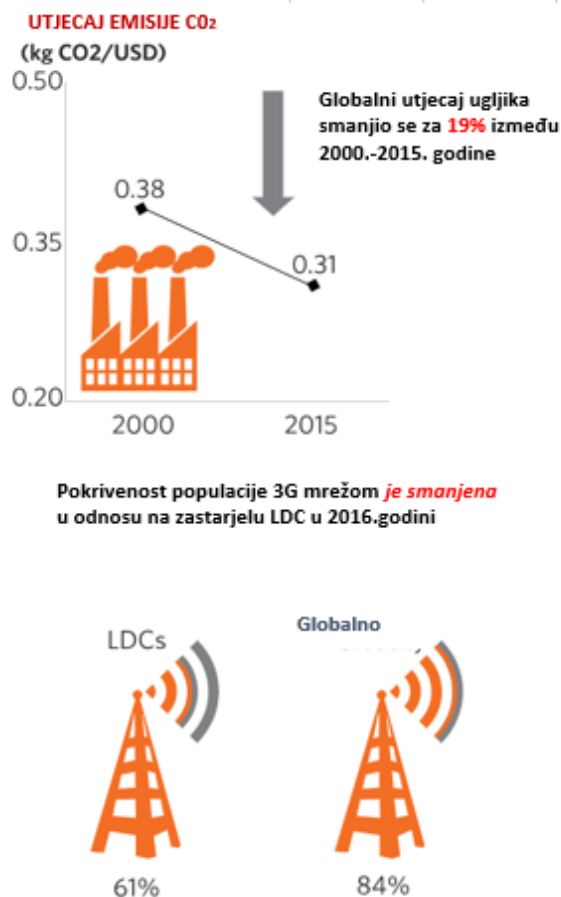 UTJECAJ EMISIJE C02
(kg CO2/USD)
0.50
Globalni utjecaj ugljika
smanjio se za 19% između
2000.-2015. godine
0.38
0.35
0.31
0.20
2000 2015
Pokrivenost populacije 3G mrežom je smanjena
u odnosu na zastarjelu LDC u 2016.godini
LDCs Globalno
61% 84%